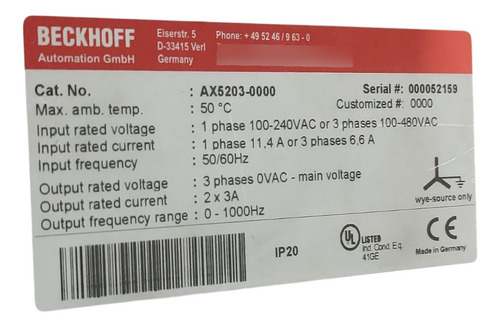 BECKHOFF
Automation GmbH
Eiserstr. 5
D-33415 Verl
Germany
Phone: + 49 52 46 / 9 63 - 0
Cat. No. : AX5203-0000 Serial #: 000052159
Max. amb. temp. : 50 °C Customized #: 0000
Input rated voltage : 1 phase 100-240VAC or 3 phases 100-480VAC
Input rated current : 1 phase 11,4 A or 3 phases 6,6 A
Input frequency : 50/60Hz
Output rated voltage : 3 phases 0VAC - main voltage
Output rated current : 2 x 3A
Output frequency range : 0 - 1000Hz
wye-source only
IP20
UL LISTED
Ind. Cont. Eq.
41GE
CE
Made in Germany